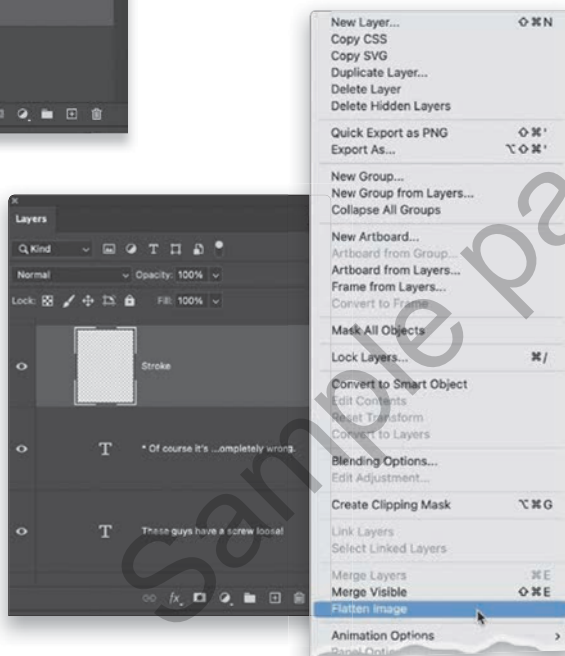 Layers
Kind
Normal
Opacity: 100%
Lock:
Fill: 100%
Stroke
T * Of course it's ...ompletely wrong.
T These guys have a screw loose!
fx
New Layer... ⇧⌘N
Copy CSS
Copy SVG
Duplicate Layer...
Delete Layer
Delete Hidden Layers
Quick Export as PNG ⇧⌘'
Export As... ⌥⇧⌘'
New Group...
New Group from Layers...
Collapse All Groups
New Artboard...
Artboard from Group...
Artboard from Layers...
Frame from Layers...
Convert to Frame
Mask All Objects
Lock Layers... ⌘/
Convert to Smart Object
Edit Contents
Reset Transform
Convert to Layers
Blending Options...
Edit Adjustment...
Create Clipping Mask ⌥⌘G
Link Layers
Select Linked Layers
Merge Layers ⌘E
Merge Visible ⇧⌘E
Flatten Image
Animation Options >
Panel Optio
Sample pa